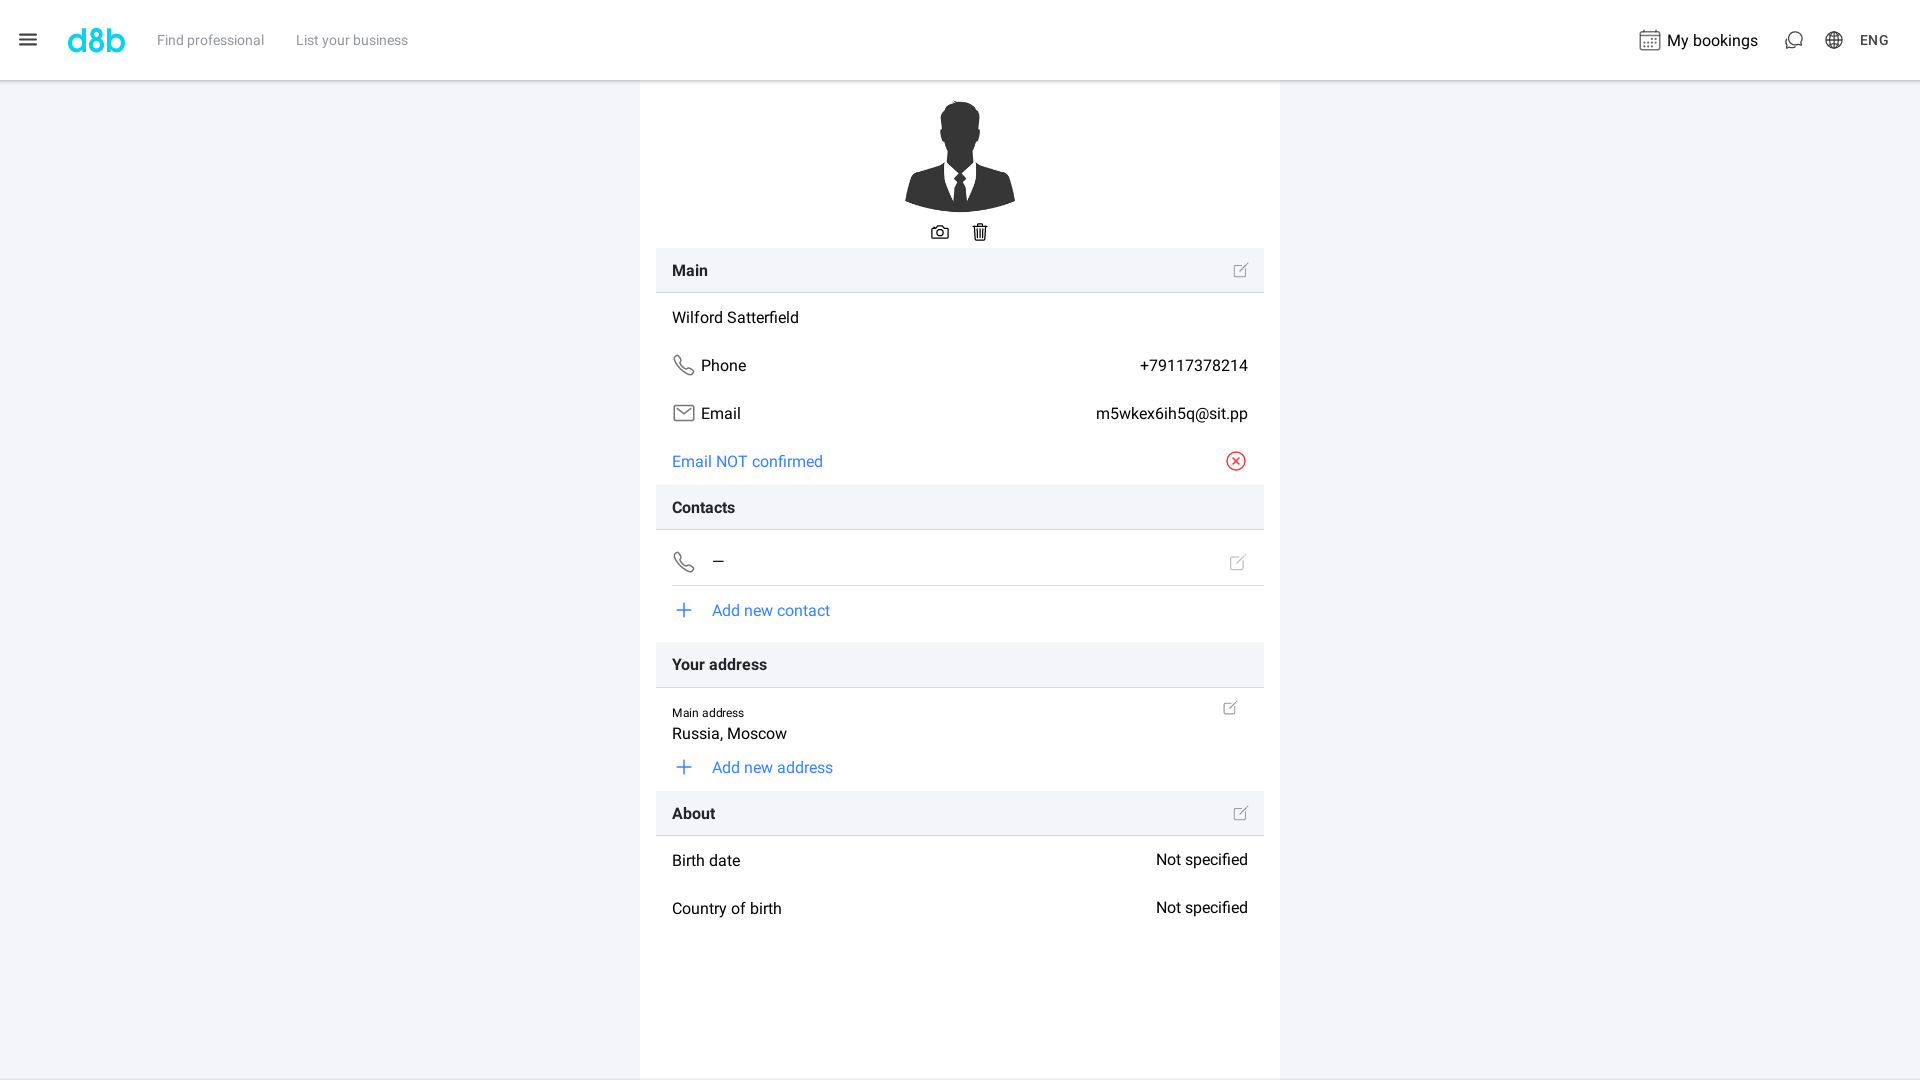 d8b
Find professional
List your business
My bookings
ENG
Main
Wilford Satterfield
Phone
+79117378214
Email
m5wkex6ih5q@sit.pp
Email NOT confirmed
Contacts
—
Add new contact
Your address
Main address
Russia, Moscow
Add new address
About
Birth date
Not specified
Country of birth
Not specified